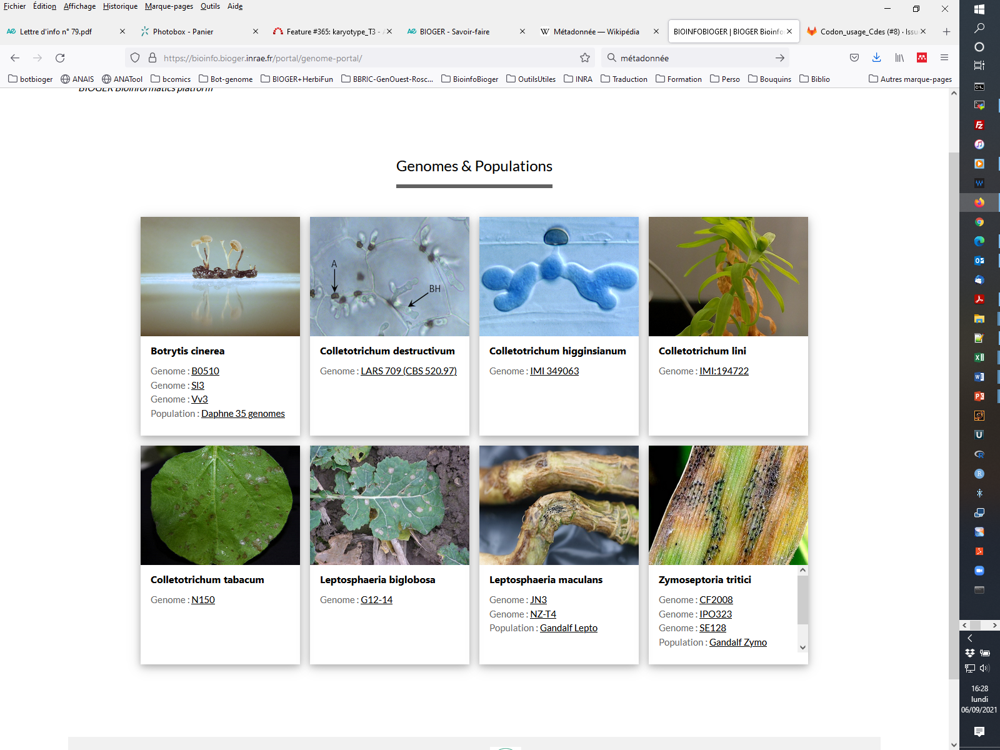 Fichier Édition Affichage Historique Marque-pages Outils Aide
Lettre d'info n° 79.pdf
Photobox - Panier
Feature #365: karyotype_T3 - A
BIOGER - Savoir-faire
Métadonnée — Wikipédia
BIOINFOBIOGER | BIOGER Bioinfo
Codon_usage_Cdes (#8) · Issu
https://bioinfo.bioger.inrae.fr/portal/genome-portal/
métadonnée
botbioger ANAIS ANATool bcomics Bot-genome BIOGER+HerbiFun BBRIC-GenOuest-Rosc... BioinfoBioger OutilsUtiles INRA Traduction Formation Perso Bouquins Biblio Autres marque-pages
BIOGER Bioinformatics platform
Genomes & Populations
A
BH
Botrytis cinerea
Genome : B0510
Genome : Sl3
Genome : Vv3
Population : Daphne 35 genomes
Colletotrichum destructivum
Genome : LARS 709 (CBS 520.97)
Colletotrichum higginsianum
Genome : IMI 349063
Colletotrichum lini
Genome : IMI:194722
Colletotrichum tabacum
Genome : N150
Leptosphaeria biglobosa
Genome : G12-14
Leptosphaeria maculans
Genome : JN3
Genome : NZ-T4
Population : Gandalf Lepto
Zymoseptoria tritici
Genome : CF2008
Genome : IPO323
Genome : SE128
Population : Gandalf Zymo
16:28
lundi
06/09/2021